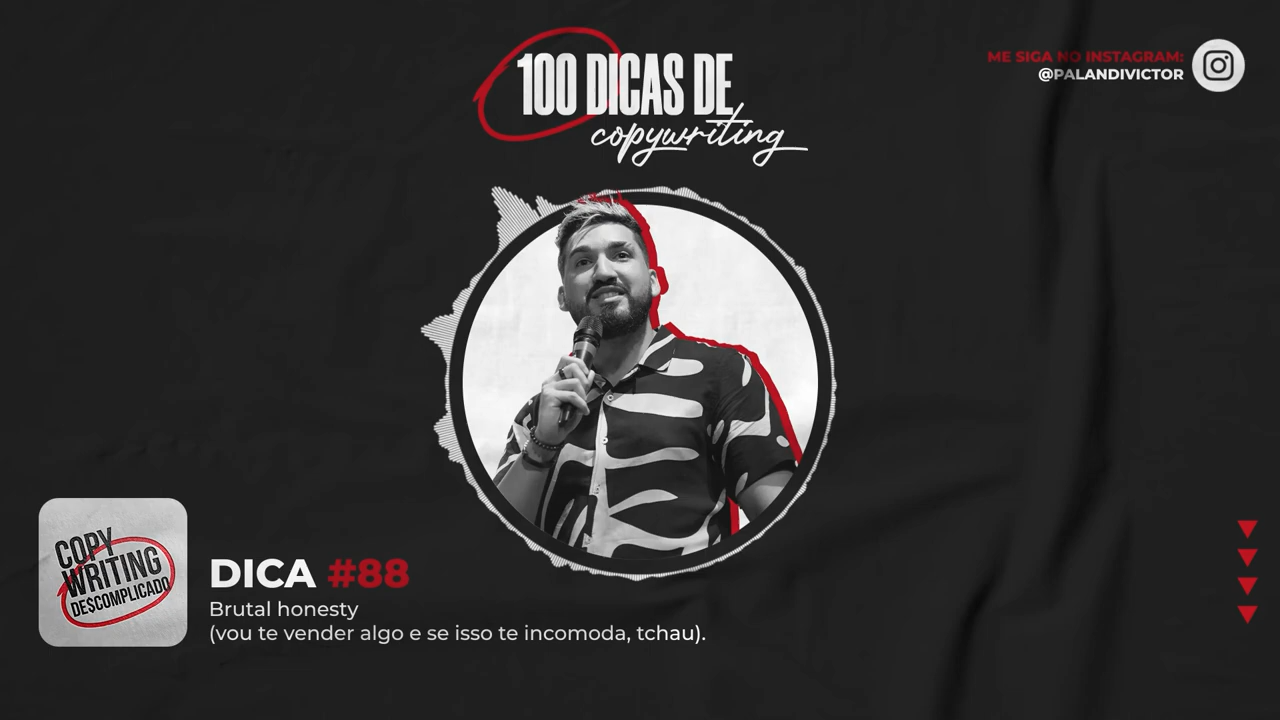 100 DICAS DE
copywriting
ME SIGA NO INSTAGRAM:
@PALANDIVICTOR
COPY
WRITING
DESCOMPLICADO
DICA #88
Brutal honesty
(vou te vender algo e se isso te incomoda, tchau).